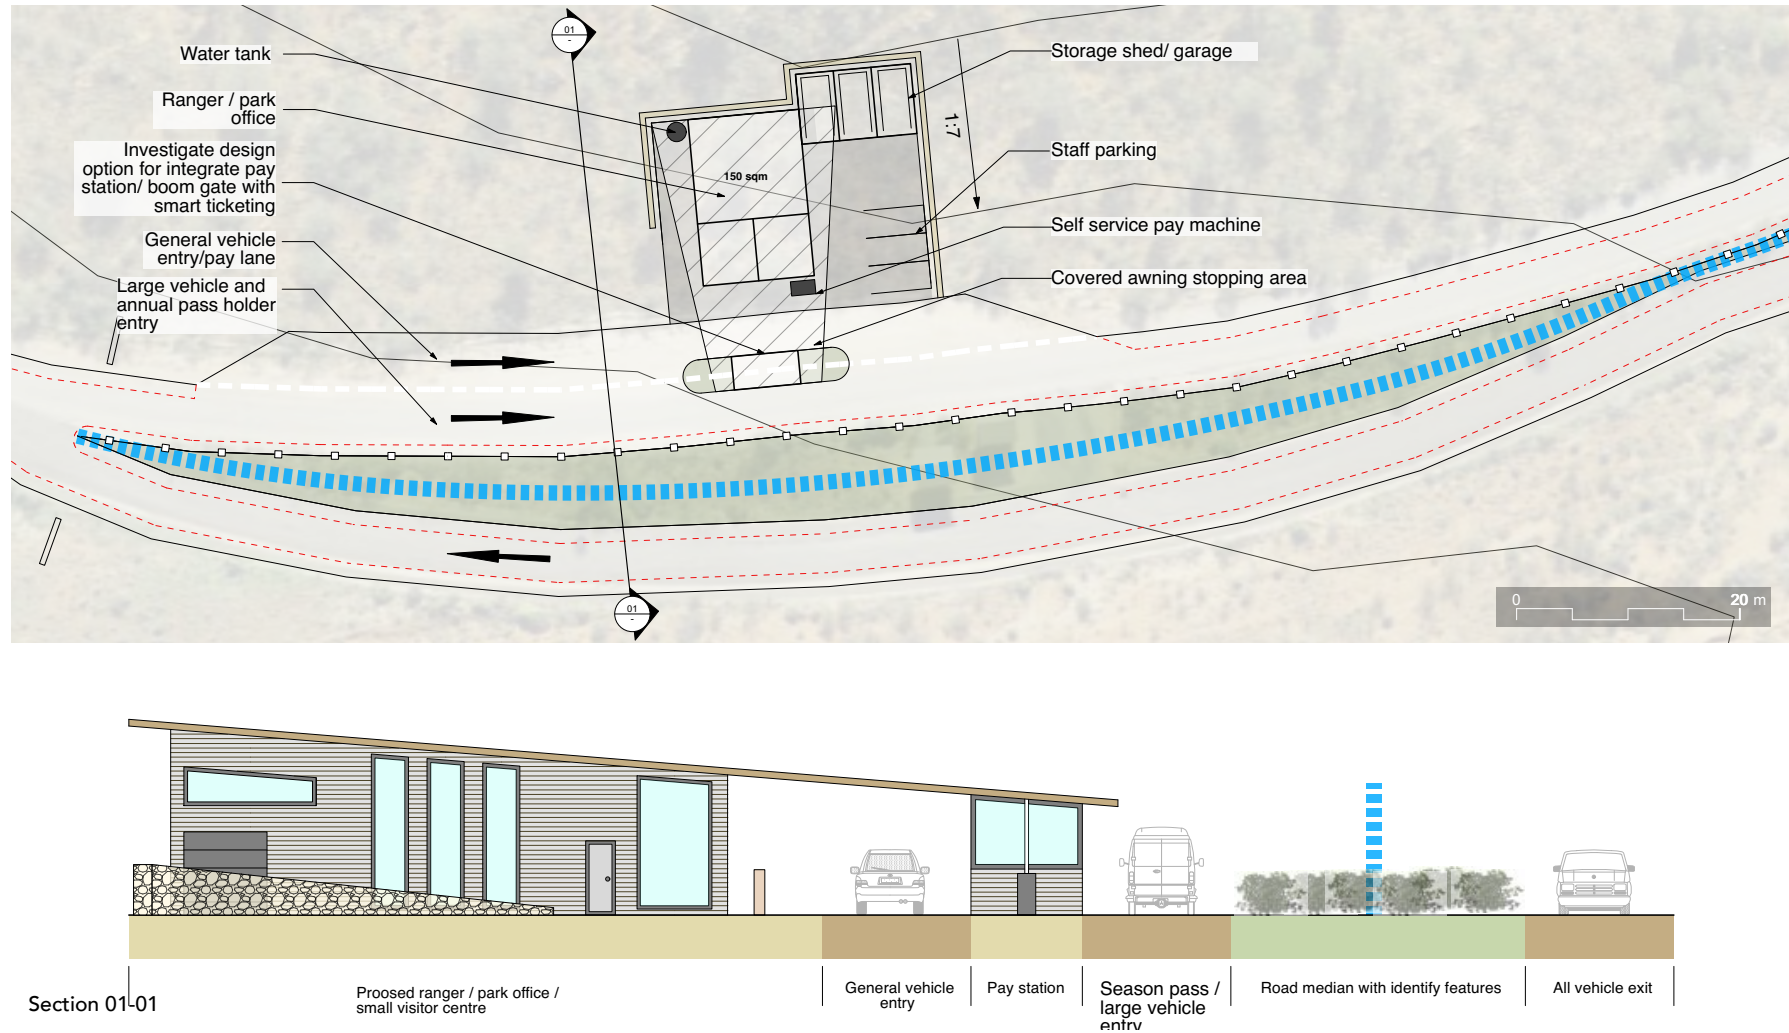 01
-
Water tank
Storage shed/ garage
Ranger / park
office
1:7
Investigate design
option for integrate pay
station/ boom gate with
smart ticketing
Staff parking
150 sqm
General vehicle
entry/pay lane
Self service pay machine
Large vehicle and
annual pass holder
entry
Covered awning stopping area
01
-
0
20 m
Section 01-01
Proosed ranger / park office /
small visitor centre
General vehicle
entry
Pay station
Season pass /
large vehicle
entry
Road median with identify features
All vehicle exit